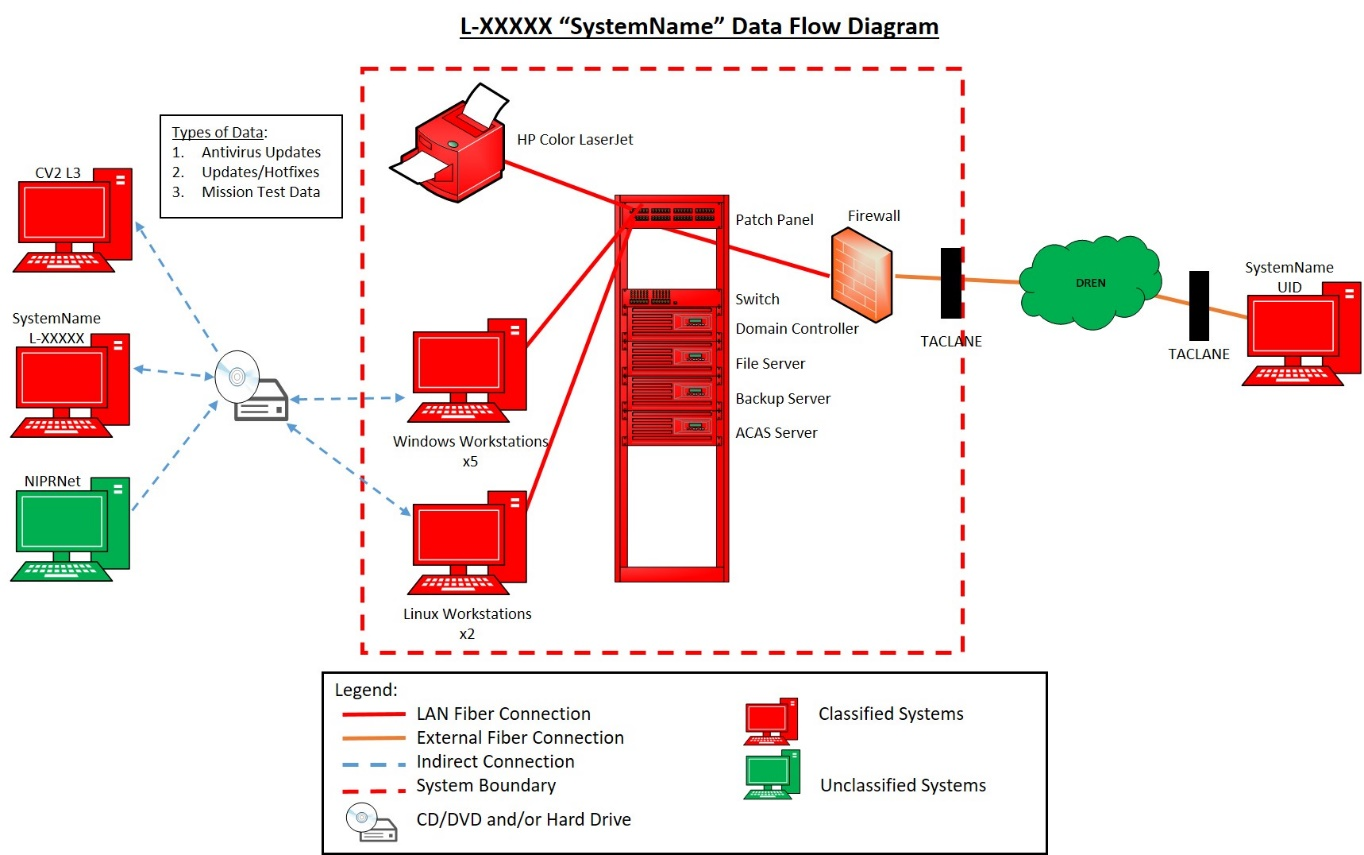 L-XXXXX “SystemName” Data Flow Diagram
Types of Data:
1. Antivirus Updates
2. Updates/Hotfixes
3. Mission Test Data
CV2 L3
SystemName
L-XXXXX
NIPRNet
HP Color LaserJet
Windows Workstations
x5
Linux Workstations
x2
Patch Panel
Switch
Domain Controller
File Server
Backup Server
ACAS Server
Firewall
TACLANE
DREN
TACLANE
SystemName
UID
Legend:
LAN Fiber Connection
External Fiber Connection
Indirect Connection
System Boundary
CD/DVD and/or Hard Drive
Classified Systems
Unclassified Systems